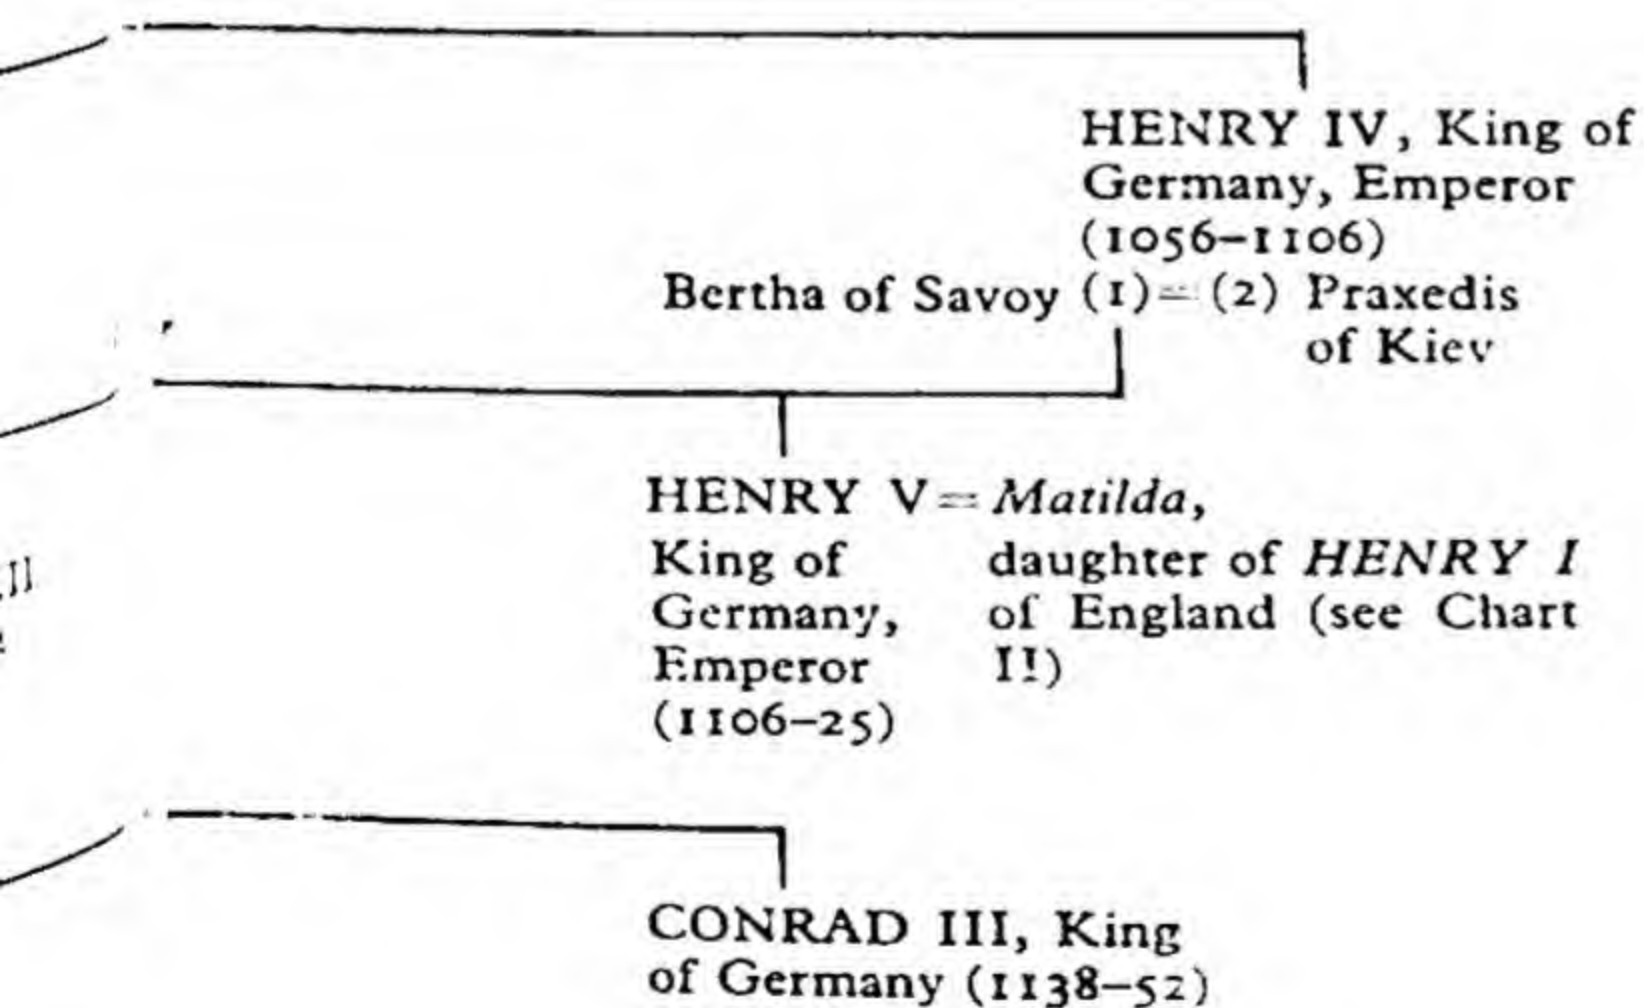 HENRY IV, King of
Germany, Emperor
(1056–1106)
Bertha of Savoy (1)= (2) Praxedis
of Kiev
HENRY V= Matilda,
King of daughter of HENRY I
Germany, of England (see Chart
Emperor II)
(1106–25)
CONRAD III, King
of Germany (1138–52)